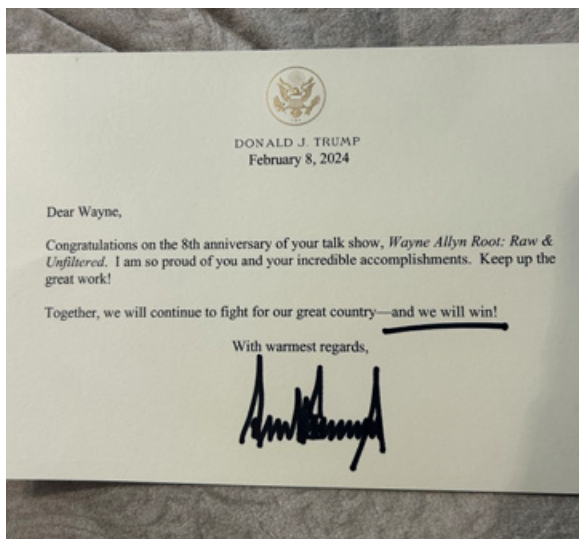 DONALD J. TRUMP
February 8, 2024
Dear Wayne,
Congratulations on the 8th anniversary of your talk show, Wayne Allyn Root: Raw &
Unfiltered. I am so proud of you and your incredible accomplishments. Keep up the
great work!
Together, we will continue to fight for our great country—and we will win!
With warmest regards,